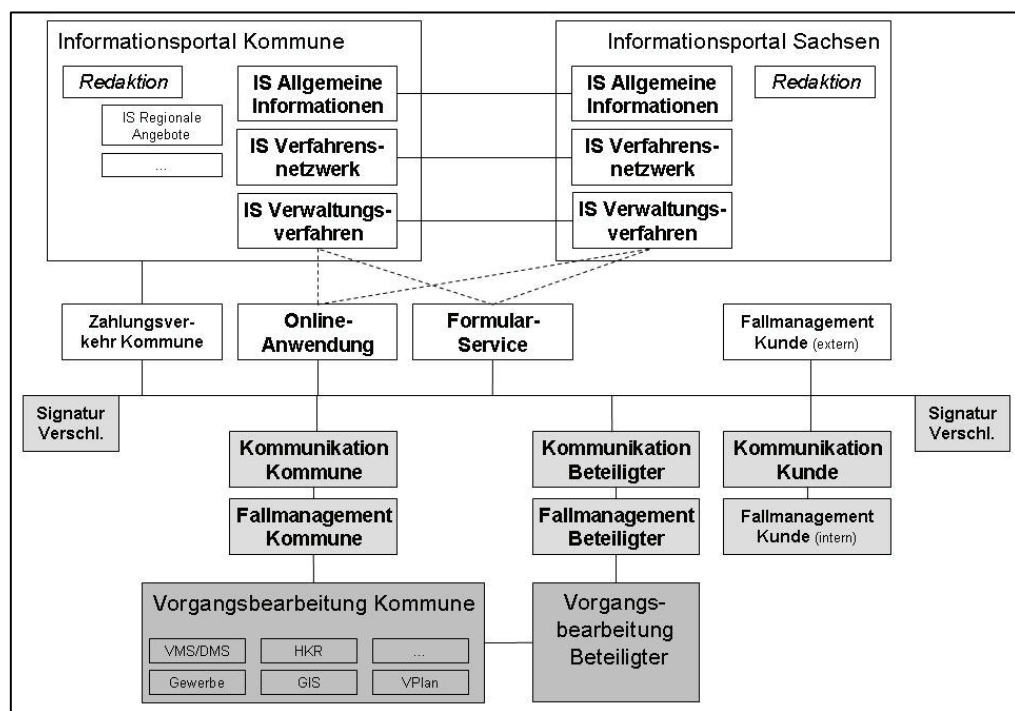 Informationsportal Kommune
Redaktion
IS Regionale
Angebote
...
IS Allgemeine
Informationen
IS Verfahrens-
netzwerk
IS Verwaltungs-
verfahren
Informationsportal Sachsen
IS Allgemeine
Informationen
IS Verfahrens-
netzwerk
IS Verwaltungs-
verfahren
Redaktion
Zahlungsver-
kehr Kommune
Online-
Anwendung
Formular-
Service
Fallmanagement
Kunde (extern)
Signatur
Verschl.
Signatur
Verschl.
Kommunikation
Kommune
Kommunikation
Beteiligter
Kommunikation
Kunde
Fallmanagement
Kommune
Fallmanagement
Beteiligter
Fallmanagement
Kunde (intern)
Vorgangsbearbeitung Kommune
VMS/DMS
HKR
...
Gewerbe
GIS
VPlan
Vorgangs-
bearbeitung
Beteiligter